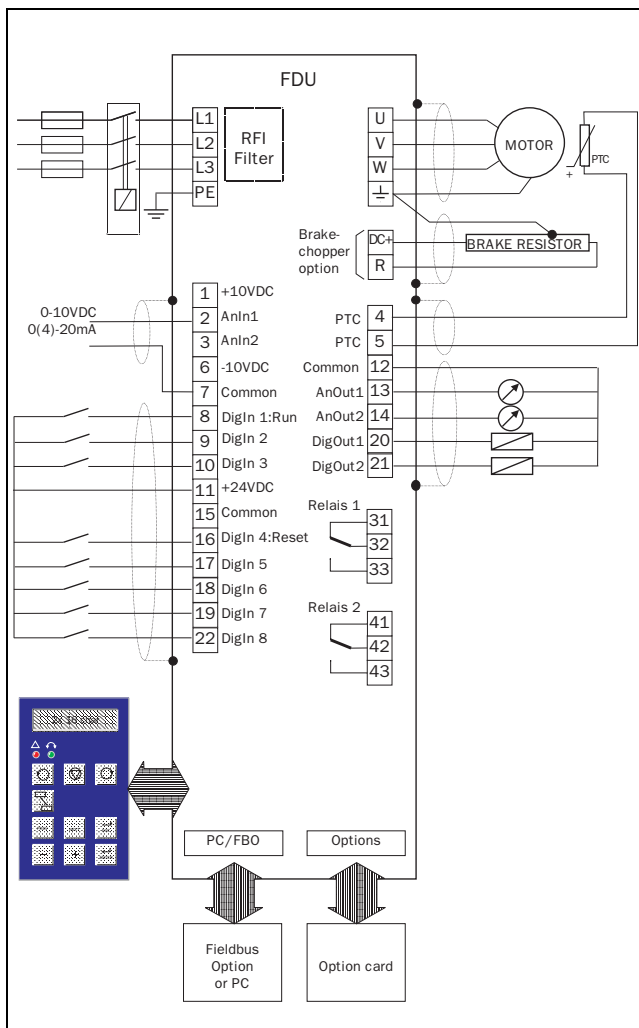 FDU
L1
L2
L3
PE
RFI
Filter
U
V
W
MOTOR
PTC
+
Brake-
chopper
option
DC+
R
BRAKE RESISTOR
0-10VDC
0(4)-20mA
1 +10VDC
2 AnIn1
3 AnIn2
6 -10VDC
7 Common
8 DigIn 1:Run
9 DigIn 2
10 DigIn 3
11 +24VDC
15 Common
16 DigIn 4:Reset
17 DigIn 5
18 DigIn 6
19 DigIn 7
22 DigIn 8
PTC 4
PTC 5
Common 12
AnOut1 13
AnOut2 14
DigOut1 20
DigOut2 21
Relais 1
31
32
33
Relais 2
41
42
43
PC/FBO
Options
Fieldbus
Option
or PC
Option card